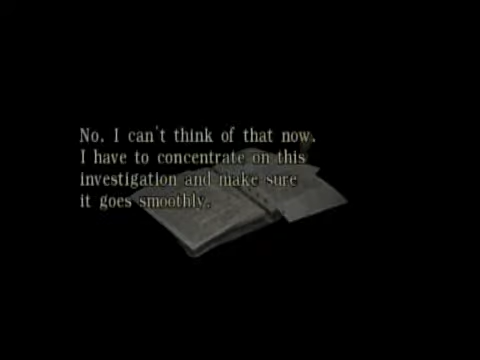 No, I can't think of that now.
I have to concentrate on this
investigation and make sure
it goes smoothly.